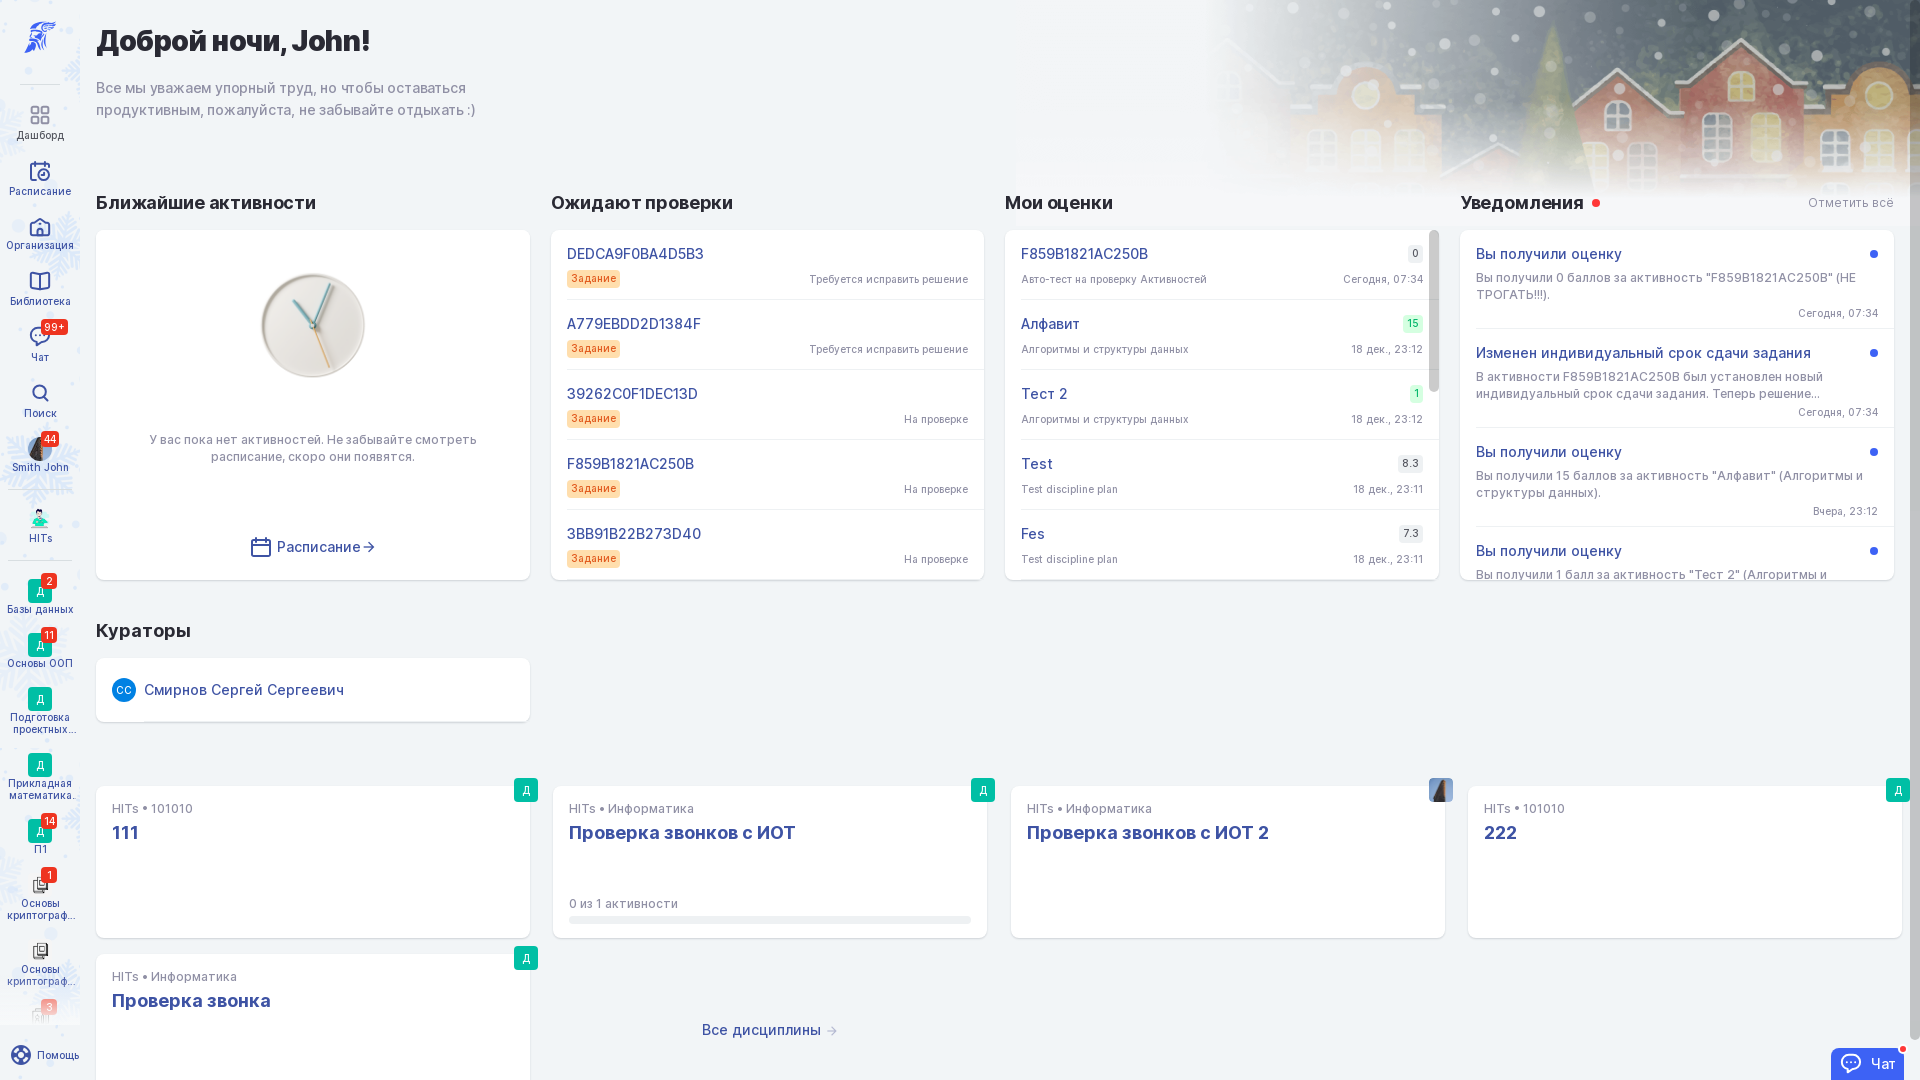 Доброй ночи, John!
Все мы уважаем упорный труд, но чтобы оставаться
продуктивным, пожалуйста, не забывайте отдыхать :)
Дашборд
Расписание
Организация
Библиотека
99+
Чат
Поиск
44
Smith John
HITs
2
Д
Базы данных
11
Д
Основы ООП
Д
Подготовка
проектных...
Д
Прикладная
математика.
14
Д
П1
1
Основы
криптограф...
Основы
криптограф...
3
Помощь
Ближайшие активности
У вас пока нет активностей. Не забывайте смотреть
расписание, скоро они появятся.
Расписание
Ожидают проверки
DEDCA9F0BA4D5B3
Задание Требуется исправить решение
A779EBDD2D1384F
Задание Требуется исправить решение
39262C0F1DEC13D
Задание На проверке
F859B1821AC250B
Задание На проверке
3BB91B22B273D40
Задание На проверке
Мои оценки
F859B1821AC250B 0
Авто-тест на проверку Активностей Сегодня, 07:34
Алфавит 15
Алгоритмы и структуры данных 18 дек., 23:12
Тест 2 1
Алгоритмы и структуры данных 18 дек., 23:12
Test 8.3
Test discipline plan 18 дек., 23:11
Fes 7.3
Test discipline plan 18 дек., 23:11
Уведомления Отметить всё
Вы получили оценку
Вы получили 0 баллов за активность "F859B1821AC250B" (НЕ
ТРОГАТЬ!!!).
Сегодня, 07:34
Изменен индивидуальный срок сдачи задания
В активности F859B1821AC250B был установлен новый
индивидуальный срок сдачи задания. Теперь решение...
Сегодня, 07:34
Вы получили оценку
Вы получили 15 баллов за активность "Алфавит" (Алгоритмы и
структуры данных).
Вчера, 23:12
Вы получили оценку
Вы получили 1 балл за активность "Тест 2" (Алгоритмы и
Кураторы
СС Смирнов Сергей Сергеевич
Д
HITs • 101010
111
Д
HITs • Информатика
Проверка звонков с ИОТ
0 из 1 активности
HITs • Информатика
Проверка звонков с ИОТ 2
Д
HITs • 101010
222
Д
HITs • Информатика
Проверка звонка
Все дисциплины
Чат